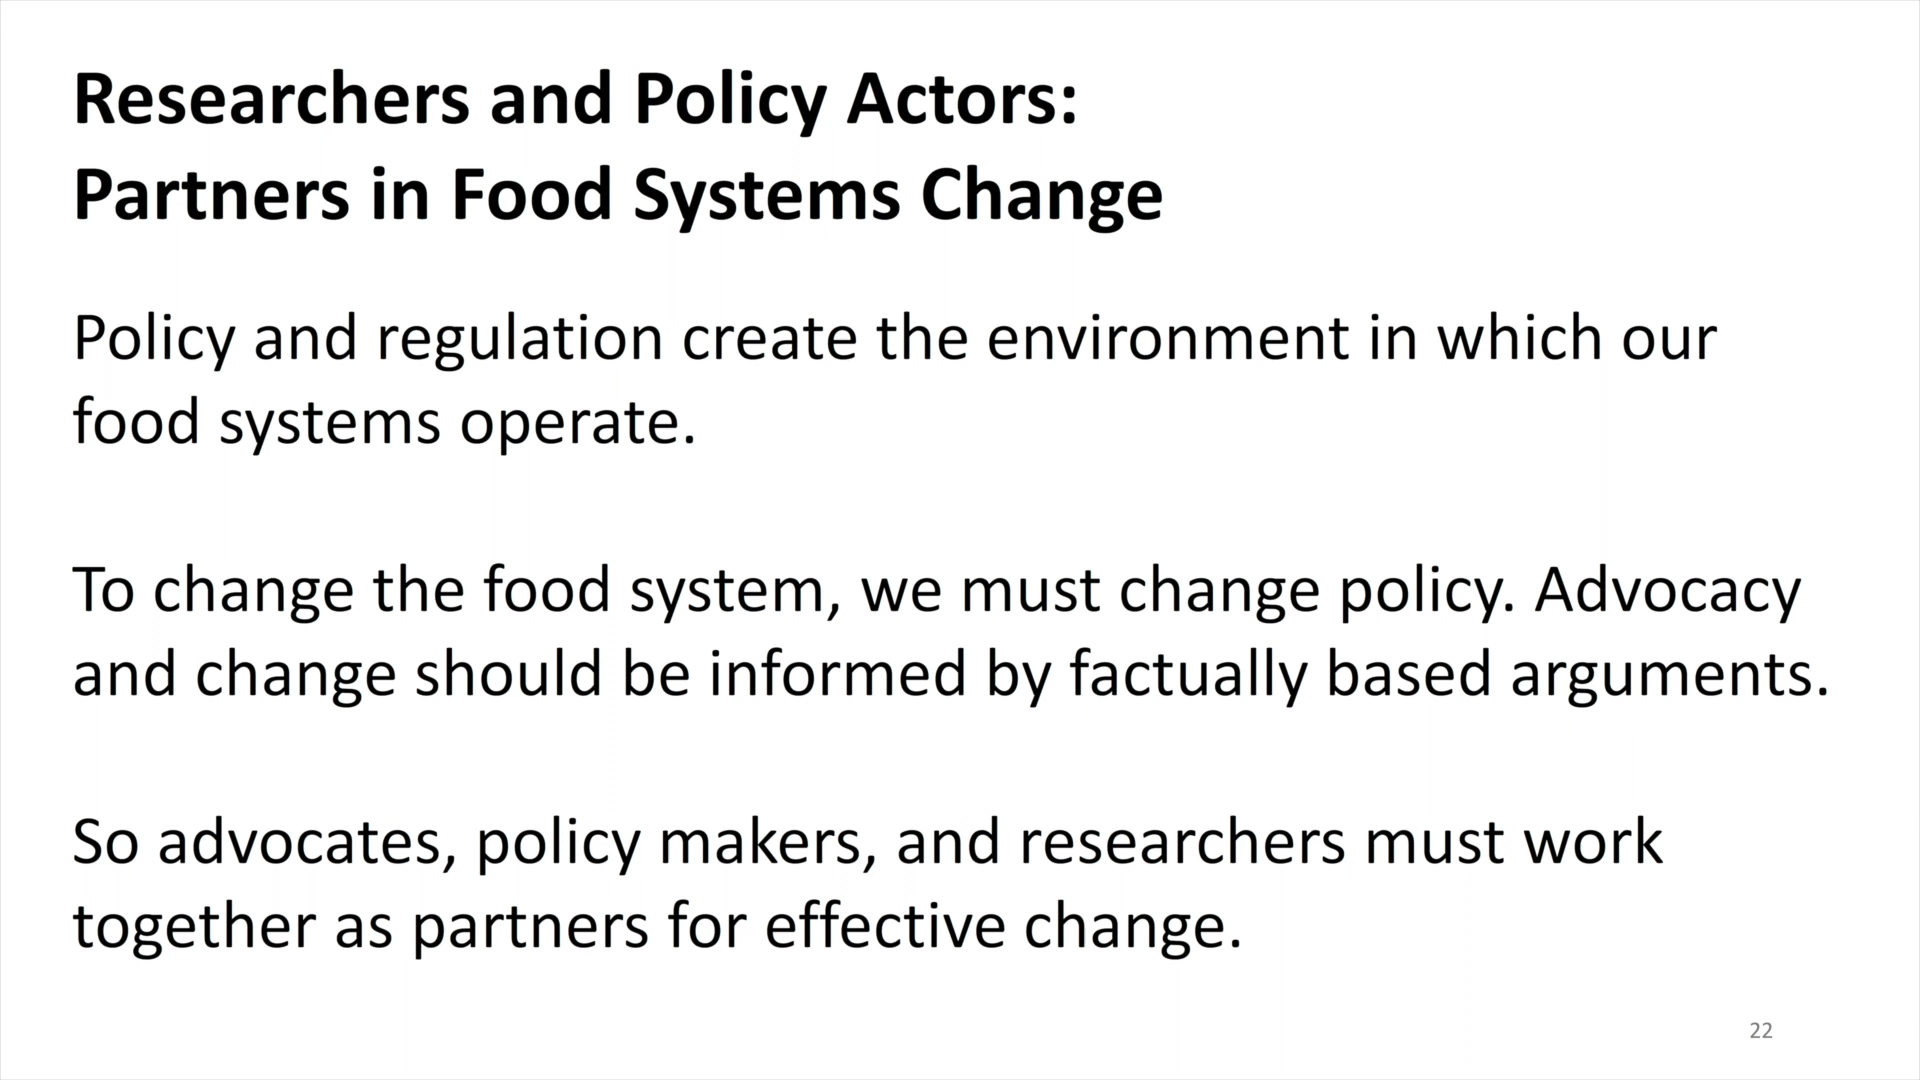 Researchers and Policy Actors:
Partners in Food Systems Change
Policy and regulation create the environment in which our
food systems operate.
To change the food system, we must change policy. Advocacy
and change should be informed by factually based arguments.
So advocates, policy makers, and researchers must work
together as partners for effective change.
22